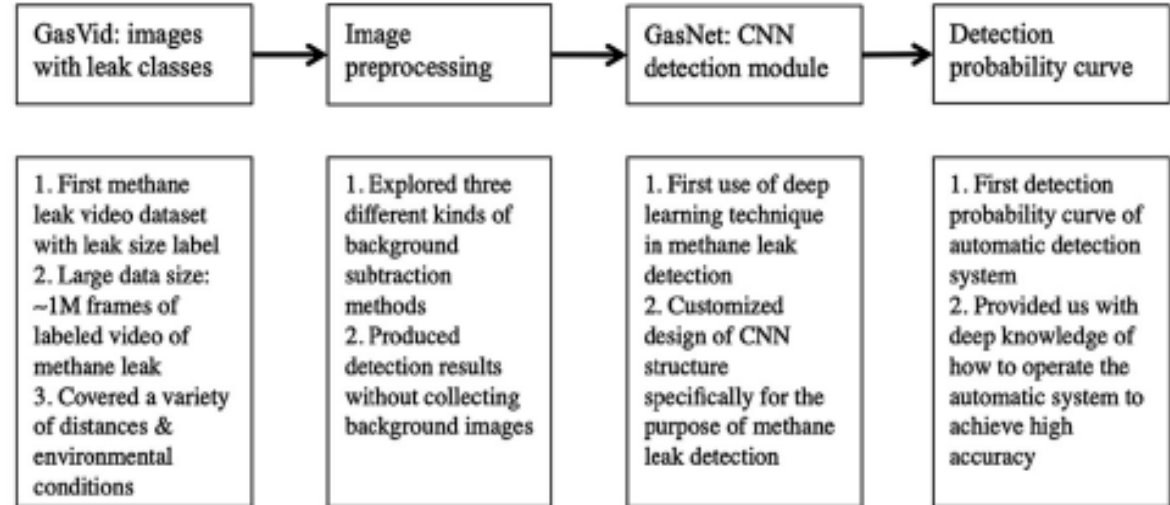 GasVid: images
with leak classes
Image
preprocessing
GasNet: CNN
detection module
Detection
probability curve
1. First methane
leak video dataset
with leak size label
2. Large data size:
~1M frames of
labeled video of
methane leak
3. Covered a variety
of distances &
environmental
conditions
1. Explored three
different kinds of
background
subtraction
methods
2. Produced
detection results
without collecting
background images
1. First use of deep
learning technique
in methane leak
detection
2. Customized
design of CNN
structure
specifically for the
purpose of methane
leak detection
1. First detection
probability curve of
automatic detection
system
2. Provided us with
deep knowledge of
how to operate the
automatic system to
achieve high
accuracy